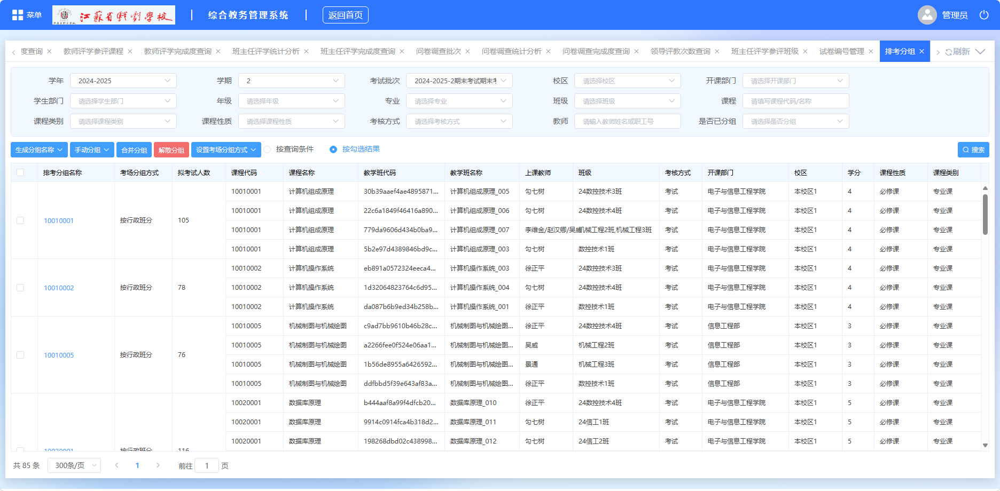 菜单 江苏省戏剧学校 综合教务管理系统 返回首页 管理员
度查询 教师评学参评课程 教师评学完成度查询 班主任评学统计分析 班主任评学完成度查询 问卷调查批次 问卷调查统计分析 问卷调查完成度查询 领导评教次数查询 班主任评学参评班级 试卷编号管理 排考分组 刷新
学年 2024-2025 学期 2 考试批次 2024-2025-2期末考试期末考 校区 请选择校区 开课部门 请选择开课部门
学生部门 请选择学生部门 年级 请选择年级 专业 请选择专业 班级 请选择班级 课程 请填写课程代码/名称
课程类别 请选择课程类别 课程性质 请选择课程性质 考核方式 请选择考核方式 教师 请输入教师姓名或职工号 是否已分组 请选择是否分组
生成分组名称 手动分组 合并分组 解散分组 设置考场分组方式 按查询条件 按勾选结果 搜索
排考分组名称 考场分组方式 拟考试人数 课程代码 课程名称 教学班代码 教学班名称 上课教师 班级 考核方式 开课部门 校区 学分 课程性质 课程类别
10010001 计算机组成原理 30b39aaef4ae4895871... 计算机组成原理_005 勾七树 24数控技术3班 考试 电子与信息工程学院 本校区1 4 必修课 专业课
10010001 计算机组成原理 22c6a1849f46416a890... 计算机组成原理_006 勾七树 24数控技术4班 考试 电子与信息工程学院 本校区1 4 必修课 专业课
10010001 按行政班分 105
10010001 计算机组成原理 779da9606d434b0ba9... 计算机组成原理_007 李维金/赵汉卿/吴威 机械工程2班,机械工程3班 考试 电子与信息工程学院 本校区1 4 必修课 专业课
10010001 计算机组成原理 5b2e97d4389846bd9c... 计算机组成原理_003 勾七树 数控技术1班 考试 电子与信息工程学院 本校区1 4 必修课 专业课
10010002 计算机操作系统 eb891a0572324eeca4... 计算机操作系统_003 徐正平 24数控技术3班 考试 电子与信息工程学院 本校区1 4 必修课 专业课
10010002 按行政班分 78 10010002 计算机操作系统 1d32064823764c6d95... 计算机操作系统_004 勾七树 24数控技术4班 考试 电子与信息工程学院 本校区1 4 必修课 专业课
10010002 计算机操作系统 da087b6b9ed34b258b... 计算机操作系统_001 徐正平 数控技术1班 考试 电子与信息工程学院 本校区1 4 必修课 专业课
10010005 机械制图与机械绘图 c9ad7bb9610b46b28c... 机械制图与机械绘图... 徐正平 24数控技术4班 考试 信息工程部 本校区1 3 必修课 专业课
10010005 机械制图与机械绘图 a2266fee0f524e06aa1... 机械制图与机械绘图... 吴威 机械工程2班 考试 信息工程部 本校区1 3 必修课 专业课
10010005 按行政班分 76
10010005 机械制图与机械绘图 1b56de8955a6426592... 机械制图与机械绘图... 景通 机械工程3班 考试 信息工程部 本校区1 3 必修课 专业课
10010005 机械制图与机械绘图 ddfbbd5f39e643af83a... 机械制图与机械绘图... 徐正平 数控技术1班 考试 信息工程部 本校区1 3 必修课 专业课
10020001 数据库原理 b444aaf8a99f4dfcb20... 数据库原理_010 徐正平 24数控技术4班 考试 电子与信息工程学院 本校区1 5 必修课 专业课
10020001 数据库原理 9914c0914fca4b318d2... 数据库原理_011 勾七树 24信工1班 考试 电子与信息工程学院 本校区1 5 必修课 专业课
10020001 数据库原理 198268dbd02c438998... 数据库原理_012 勾七树 24信工2班 考试 电子与信息工程学院 本校区1 5 必修课 专业课
10020001 按行政班分 116
共 85 条 300条/页 1 前往 1 页